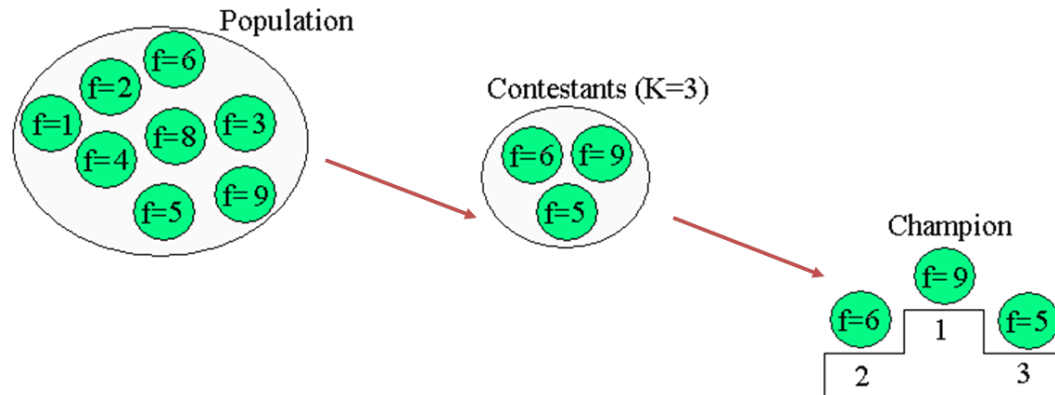 Population
f=6
f=2
f=1
f=8
f=3
f=4
f=9
f=5
Contestants (K=3)
f=6
f=9
f=5
Champion
f=9
f=6
f=5
1
2
3